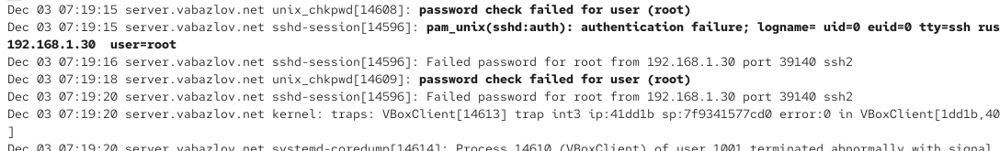 Dec 03 07:19:15 server.vabazlov.net unix_chkpwd[14608]: password check failed for user (root)
Dec 03 07:19:15 server.vabazlov.net sshd-session[14596]: pam_unix(sshd:auth): authentication failure; logname= uid=0 euid=0 tty=ssh rus
192.168.1.30  user=root
Dec 03 07:19:16 server.vabazlov.net sshd-session[14596]: Failed password for root from 192.168.1.30 port 39140 ssh2
Dec 03 07:19:18 server.vabazlov.net unix_chkpwd[14609]: password check failed for user (root)
Dec 03 07:19:20 server.vabazlov.net sshd-session[14596]: Failed password for root from 192.168.1.30 port 39140 ssh2
Dec 03 07:19:20 server.vabazlov.net kernel: traps: VBoxClient[14613] trap int3 ip:41dd1b sp:7f9341577cd0 error:0 in VBoxClient[1dd1b,40
]
Dec 03 07:19:20 server.vabazlov.net systemd-coredump[14614]: Process 14610 (VBoxClient) of user 1001 terminated abnormally with signal